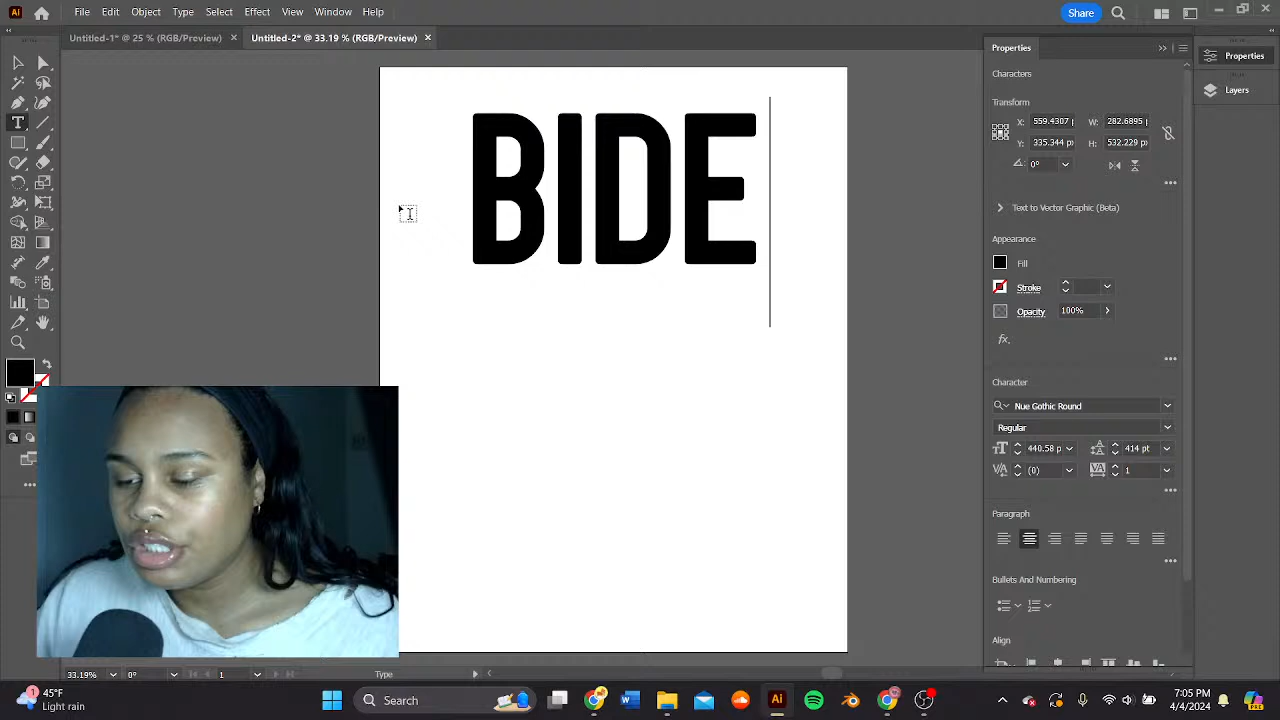 Ai File Edit Object Type Select Effect View Window Help Share
Untitled-1* @ 25 % (RGB/Preview) Untitled-2* @ 33.19 % (RGB/Preview)
BIDE
Properties
Characters
Transform
X: 559.4307 W: 282.6895
Y: 335.344 pt H: 532.229
0°
Text to Vector Graphic (Beta)
Appearance
Fill
Stroke
Opacity 100%
fx.
Character
Nue Gothic Round
Regular
440.58 p 414 pt
(0) 1
Paragraph
Bullets And Numbering
Align
Properties
Layers
33.19% 0° 1 Type
1 45°F
Light rain
Search
7:05 PM
4/4/2024